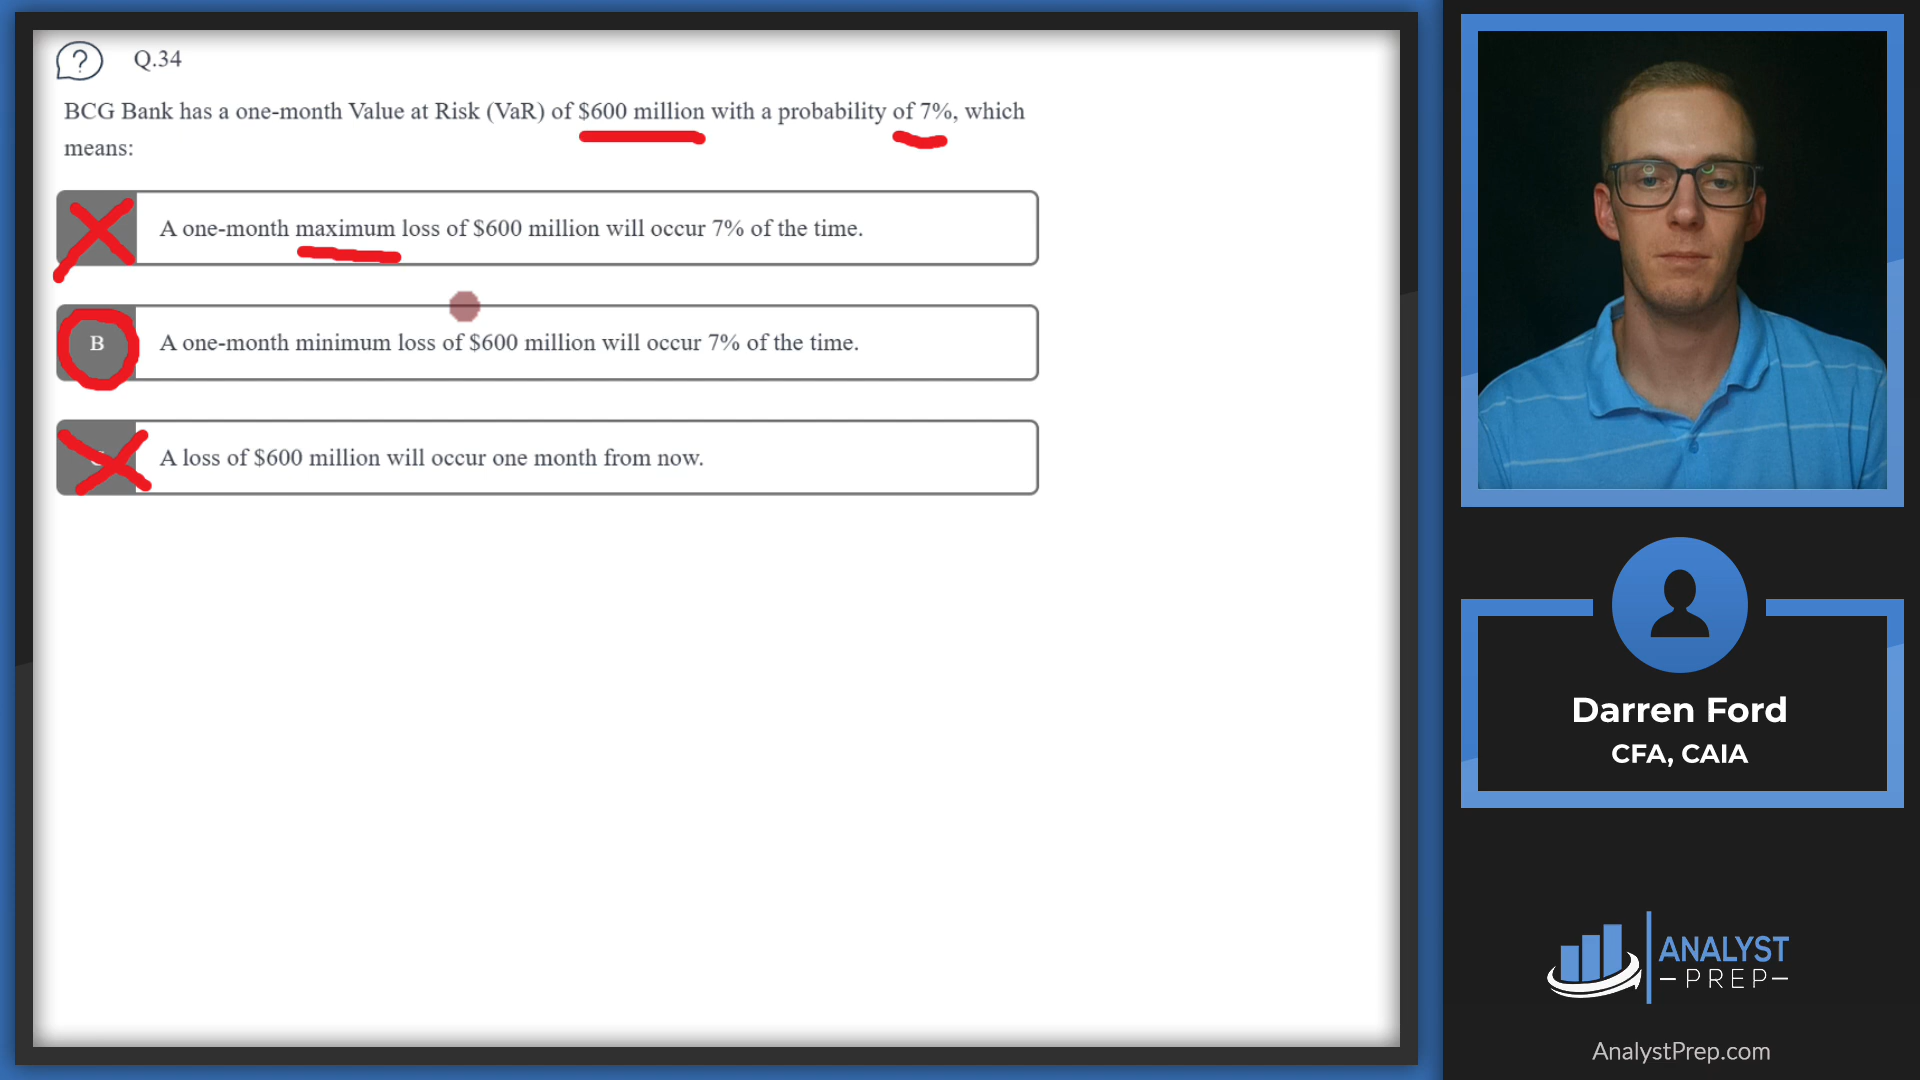 Q.34
BCG Bank has a one-month Value at Risk (VaR) of $600 million with a probability of 7%, which
means:
A one-month maximum loss of $600 million will occur 7% of the time.
B
A one-month minimum loss of $600 million will occur 7% of the time.
A loss of $600 million will occur one month from now.
Darren Ford
CFA, CAIA
ANALYST
PREP
AnalystPrep.com